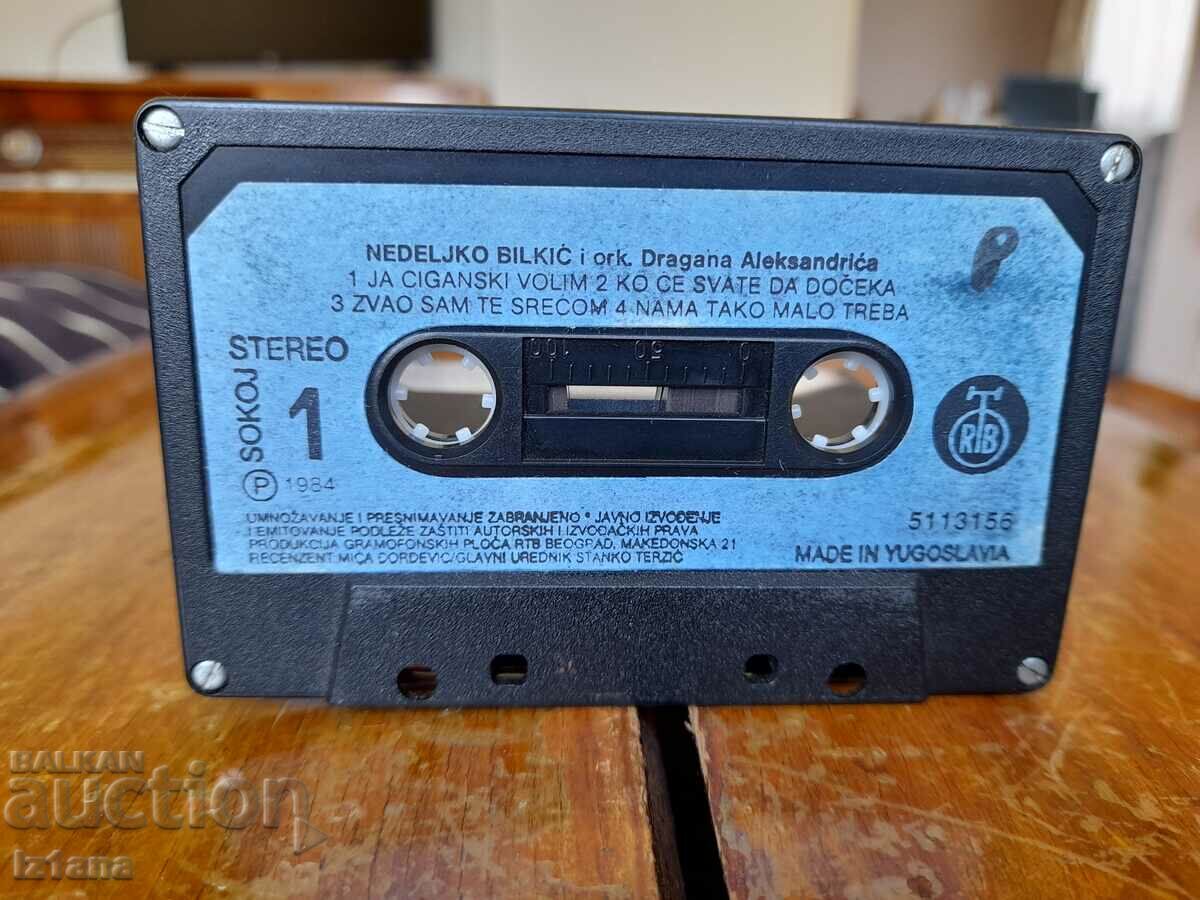 NEDELJKO BILKIĆ i ork. Dragana Aleksandrića
1 JA CIGANSKI VOLIM 2 KO ĆE SVATE DA DOČEKA
3 ZVAO SAM TE SREĆOM 4 NAMA TAKO MALO TREBA
STEREO
SOKOJ
1
P 1984
100 50 0
RTB
UMNOŽAVANJE I PRESNIMAVANJE ZABRANJENO * JAVNO IZVOĐENJE
I EMITOVANJE PODLEŽE ZAŠTITI AUTORSKIH I IZVOĐAČKIH PRAVA
PRODUKCIJA GRAMOFONSKIH PLOČA RTB BEOGRAD, MAKEDONSKA 21
RECENZENT MIĆA ĐORĐEVIĆ/GLAVNI UREDNIK STANKO TERZIĆ
5113156
MADE IN YUGOSLAVIA
BALKAN
auction
iz1ana